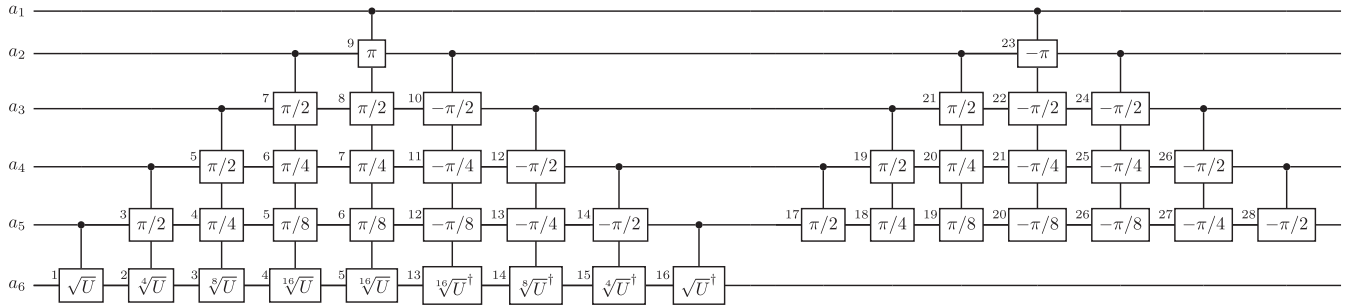 a₁
9 π 23 −π
a₂
7 π/2 8 π/2 10 −π/2 21 π/2 22 −π/2 24 −π/2
a₃
5 π/2 6 π/4 7 π/4 11 −π/4 12 −π/2 19 π/2 20 π/4 21 −π/4 25 −π/4 26 −π/2
a₄
3 π/2 4 π/4 5 π/8 6 π/8 12 −π/8 13 −π/4 14 −π/2 17 π/2 18 π/4 19 π/8 20 −π/8 26 −π/8 27 −π/4 28 −π/2
a₅
1 √U 2 ⁴√U 3 ⁸√U 4 ¹⁶√U 5 ¹⁶√U 13 ¹⁶√U† 14 ⁸√U† 15 ⁴√U† 16 √U†
a₆